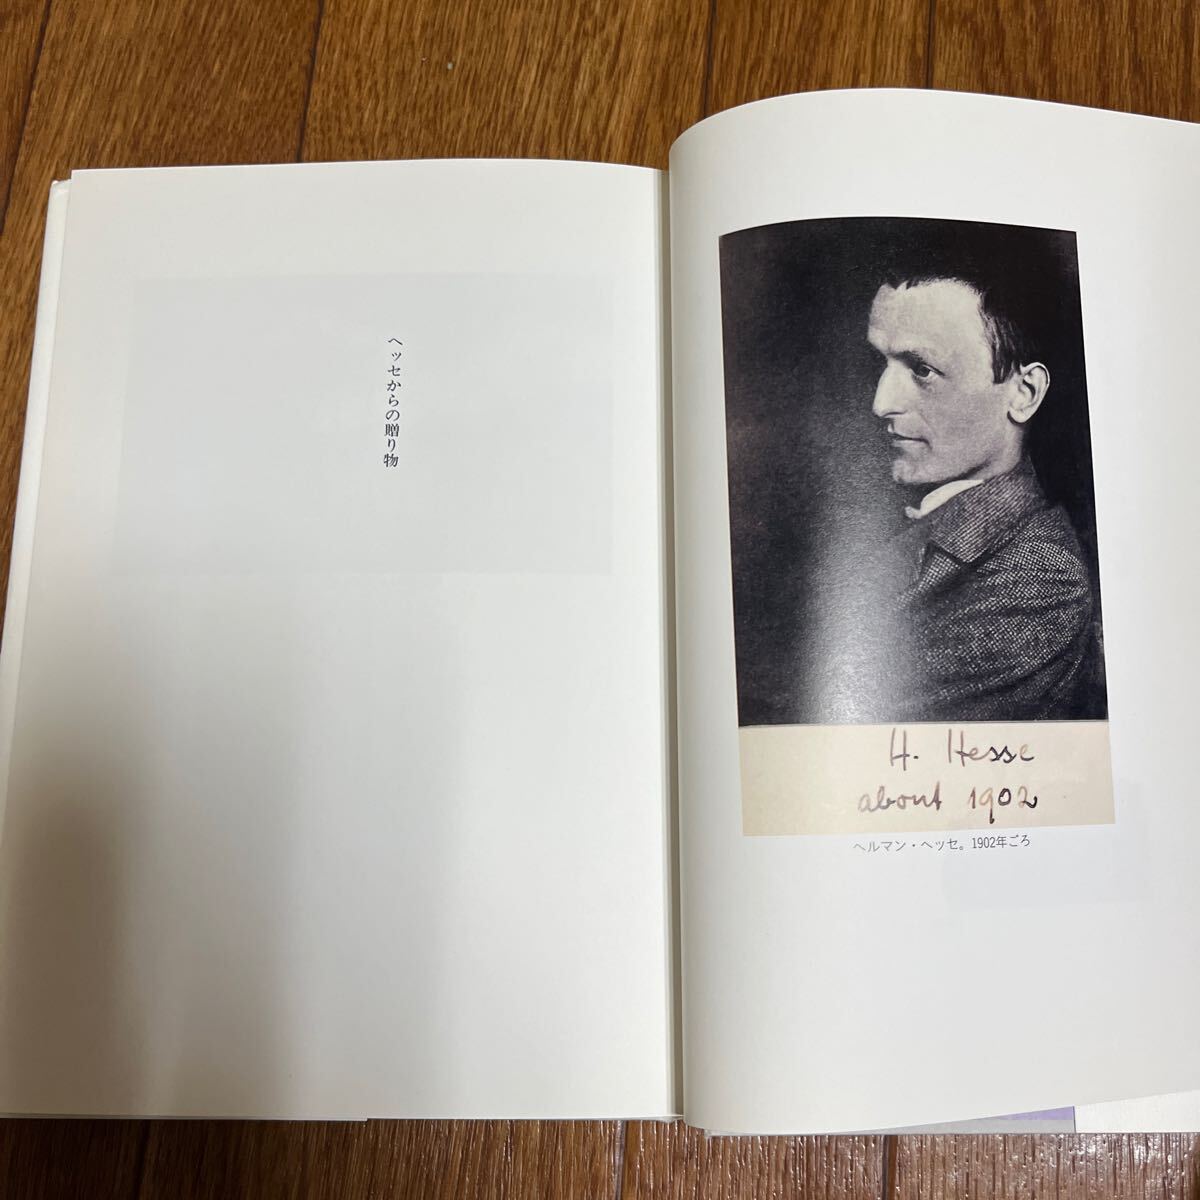 ヘッセからの贈り物
H. Hesse
about 1902
ヘルマン・ヘッセ。1902年ごろ